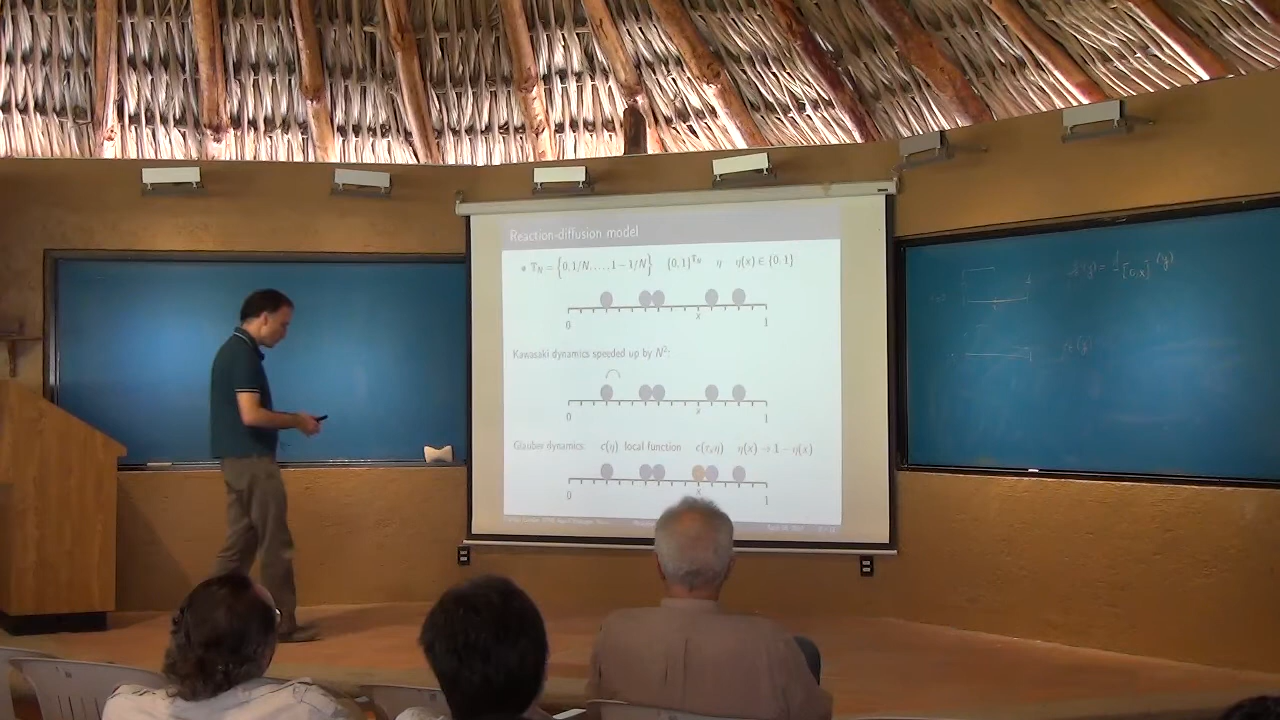 Reaction-diffusion model
• 𝕋_N = {0, 1/N, …, 1 − 1/N} {0, 1}^{𝕋_N} η η(x) ∈ {0, 1}
0 x 1
Kawasaki dynamics speeded up by N²:
0 x 1
Glauber dynamics: c(η) local function c(τₓη) η(x) → 1 − η(x)
0 x 1